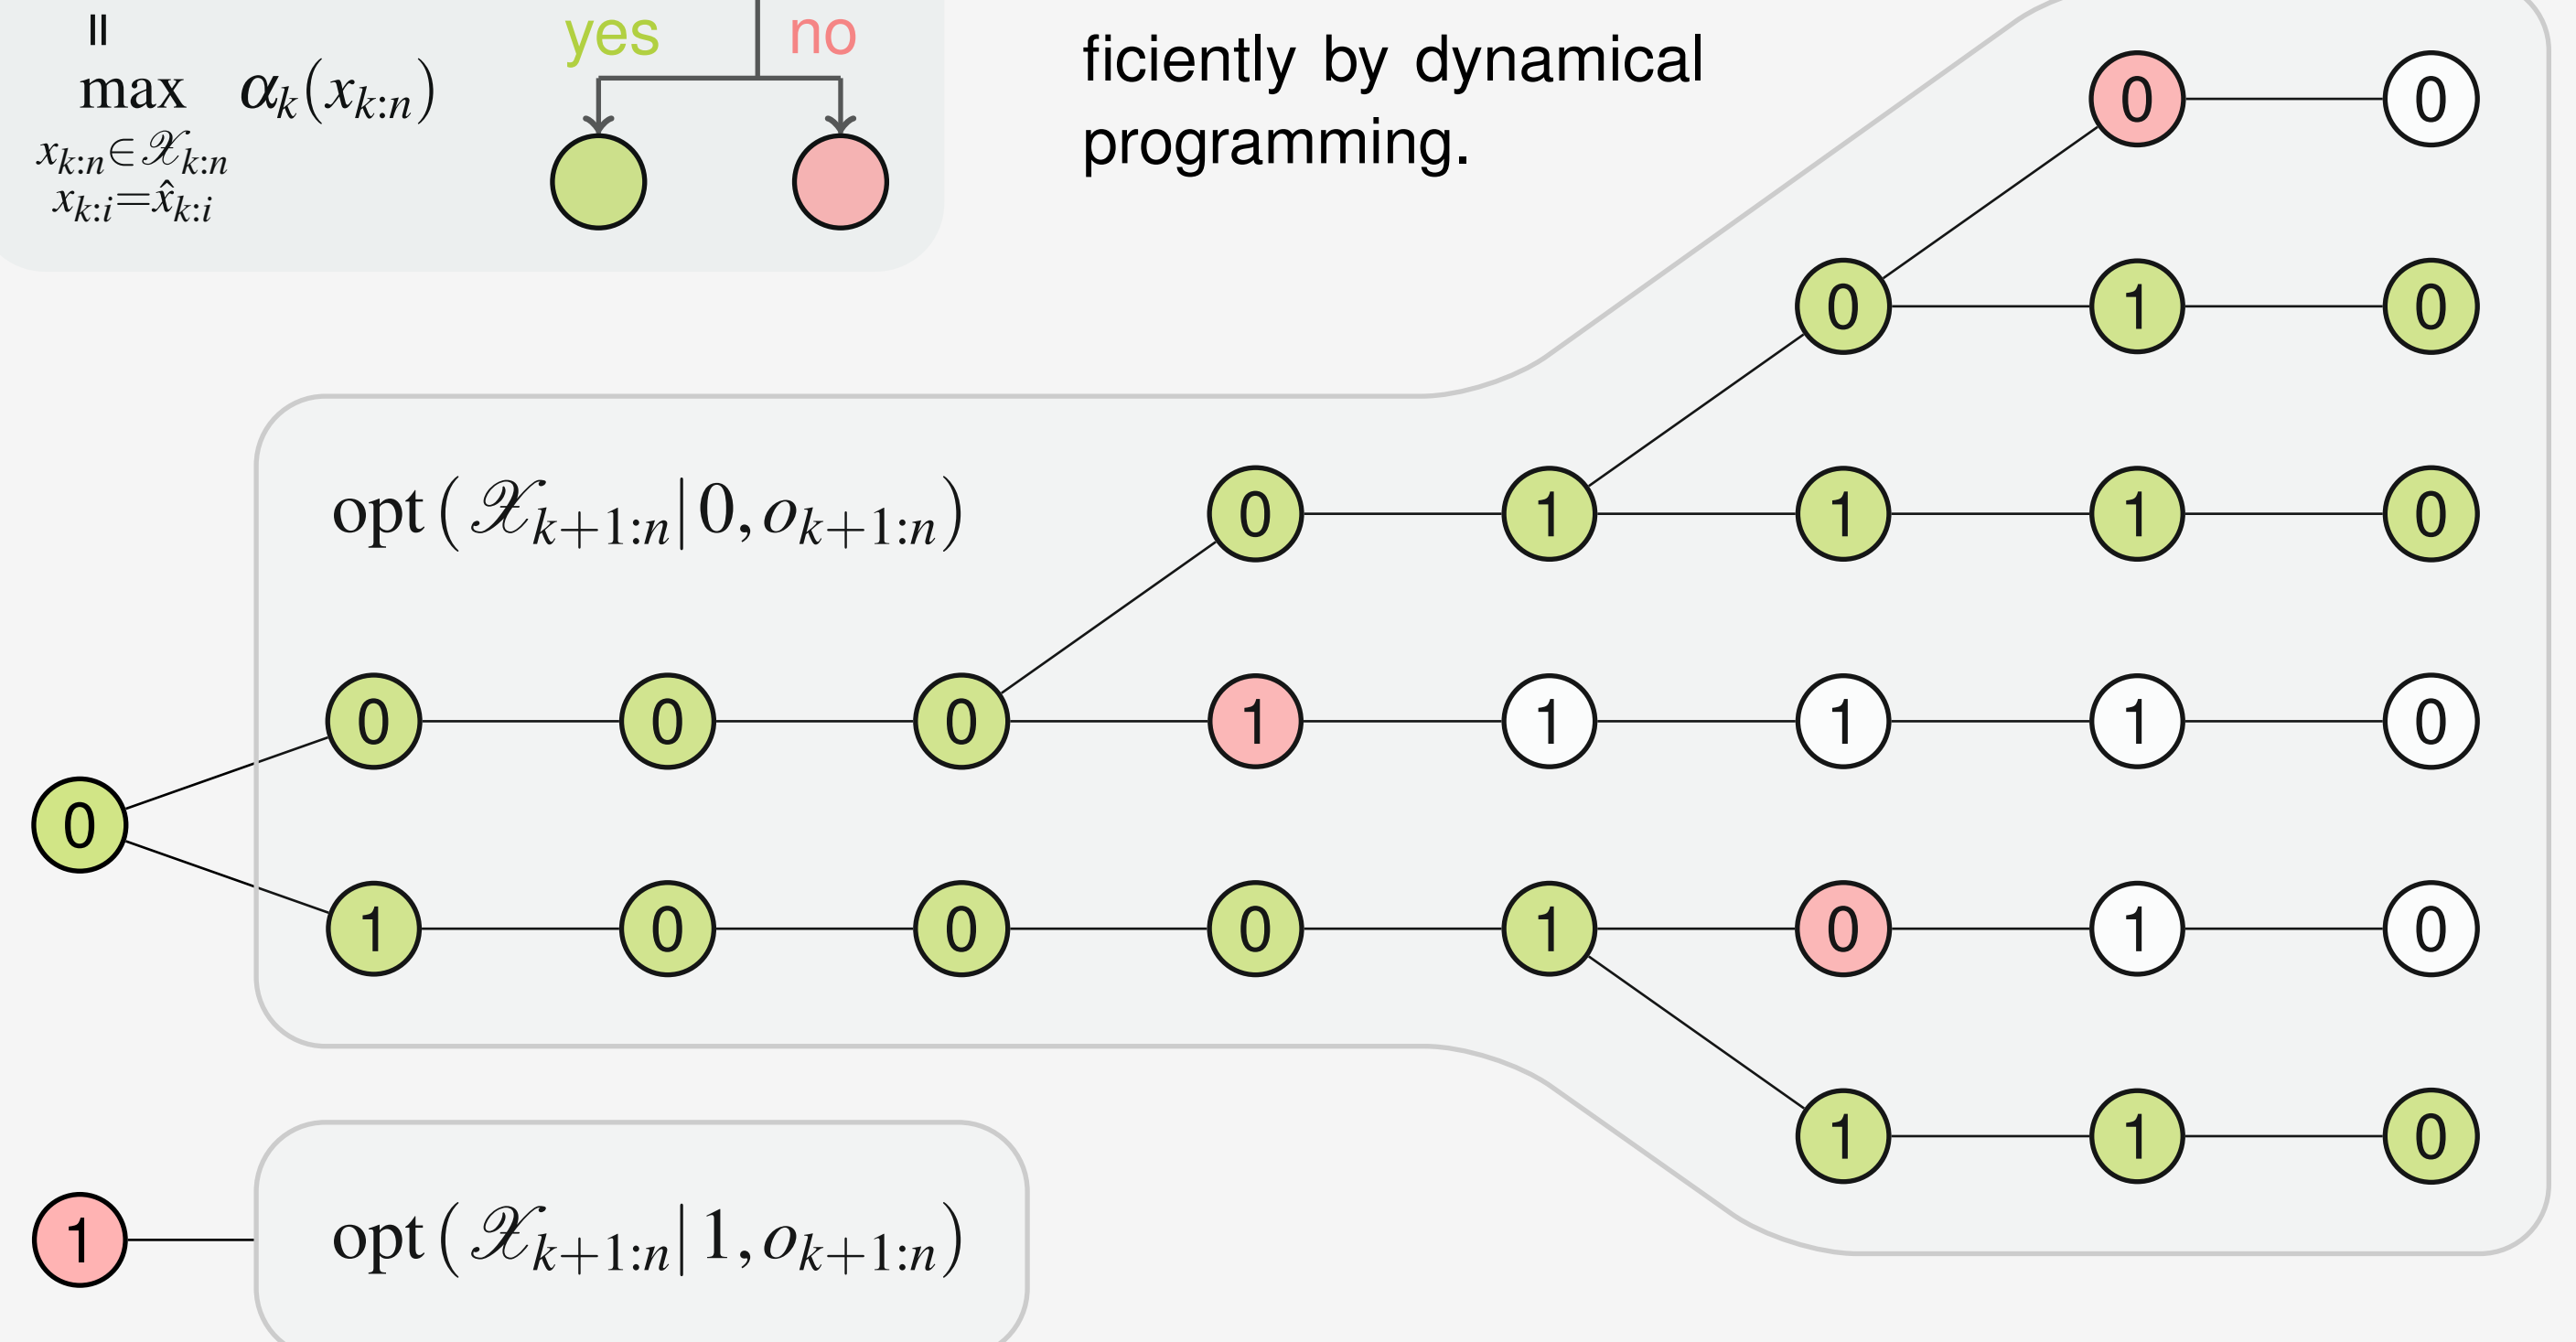 =
max α_k(x_{k:n})
x_{k:n}∈𝒳_{k:n}
x_{k:i}=x̂_{k:i}
yes no
ficiently by dynamical
programming.
0 0
0 1 0
opt(𝒳_{k+1:n}|0,o_{k+1:n}) 0 1 1 1 0
0 0 0 1 1 1 1 0
0
1 0 0 0 1 0 1 0
1 1 0
1 opt(𝒳_{k+1:n}|1,o_{k+1:n})